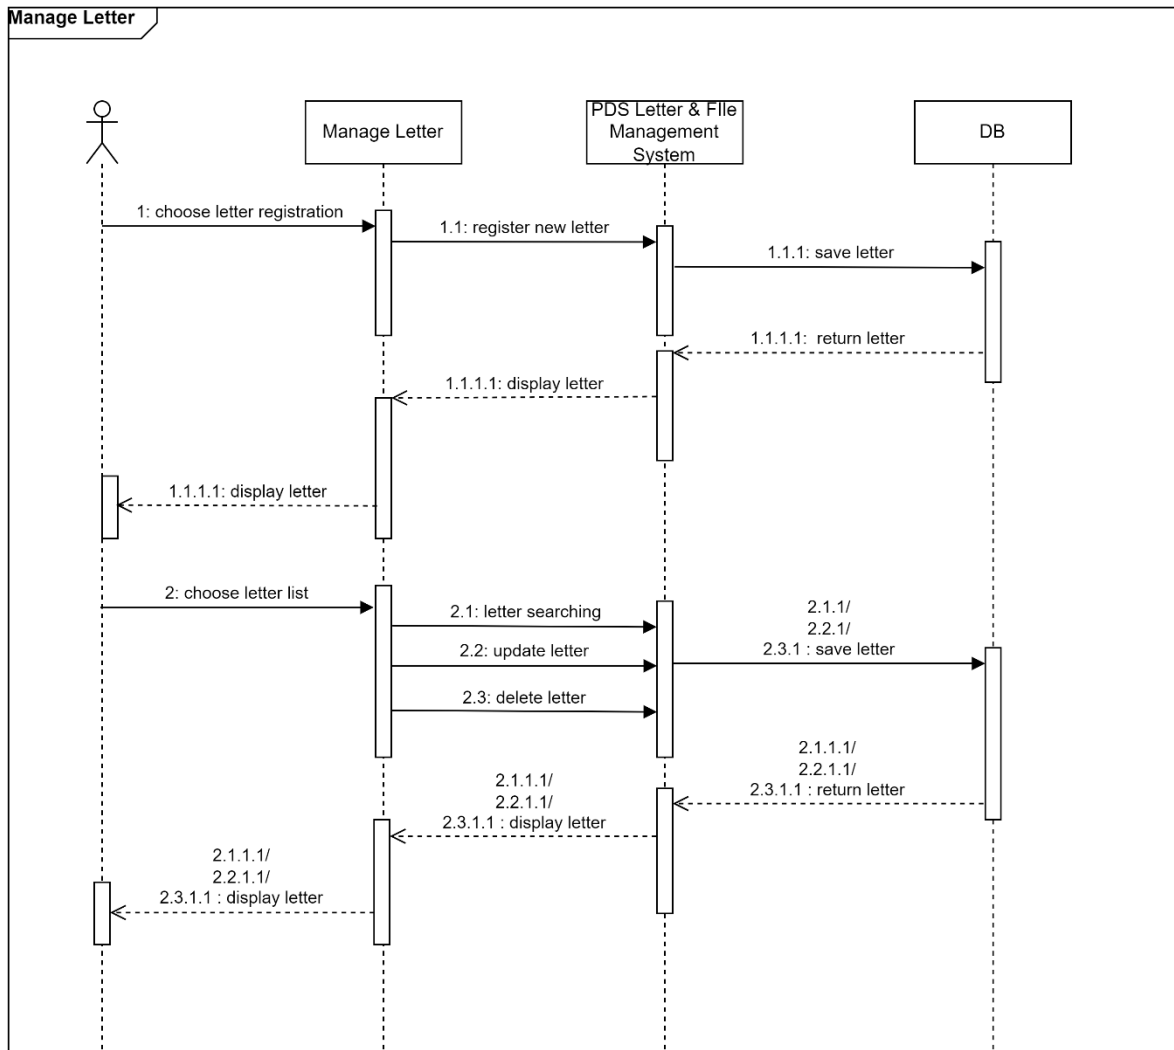 Manage Letter
Manage Letter
PDS Letter & FIle
Management
System
DB
1: choose letter registration
1.1: register new letter
1.1.1: save letter
1.1.1.1:  return letter
1.1.1.1: display letter
1.1.1.1: display letter
2: choose letter list
2.1: letter searching
2.2: update letter
2.3: delete letter
2.1.1/
2.2.1/
2.3.1 : save letter
2.1.1.1/
2.2.1.1/
2.3.1.1 : return letter
2.1.1.1/
2.2.1.1/
2.3.1.1 : display letter
2.1.1.1/
2.2.1.1/
2.3.1.1 : display letter